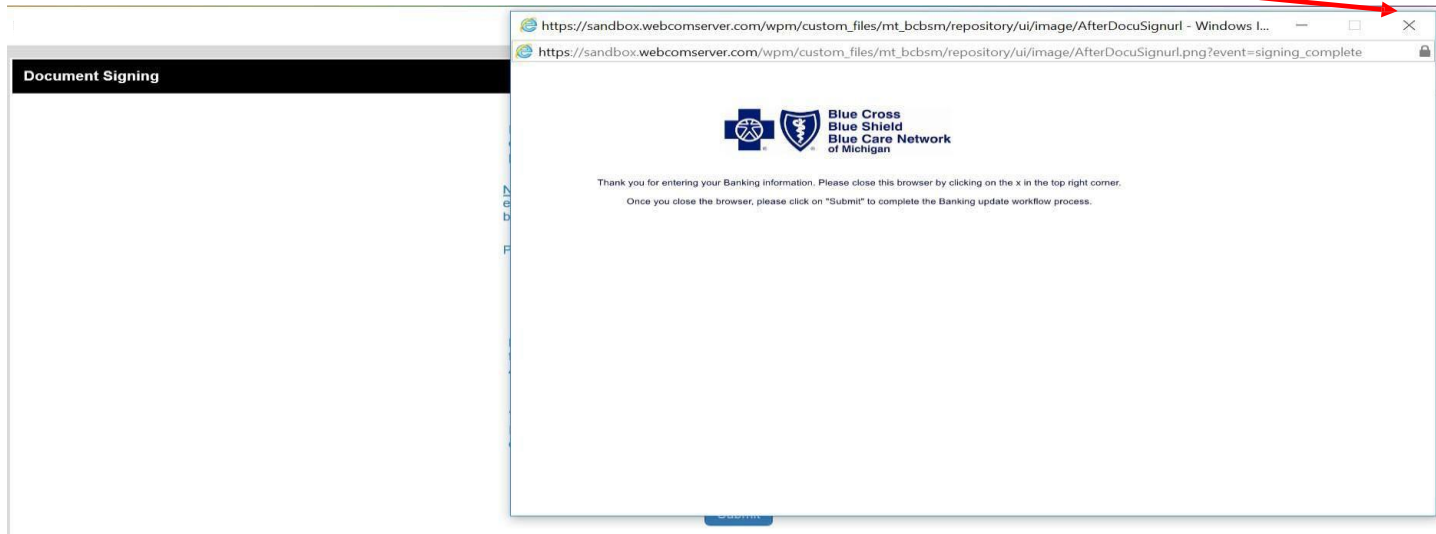 https://sandbox.webcomserver.com/wpm/custom_files/mt_bcbsm/repository/ui/image/AfterDocuSignurl - Windows I...
https://sandbox.webcomserver.com/wpm/custom_files/mt_bcbsm/repository/ui/image/AfterDocuSignurl.png?event=signing_complete
Document Signing
Blue Cross
Blue Shield
Blue Care Network
of Michigan
Thank you for entering your Banking information. Please close this browser by clicking on the x in the top right corner.
Once you close the browser, please click on "Submit" to complete the Banking update workflow process.
N
e
b
P
Submit